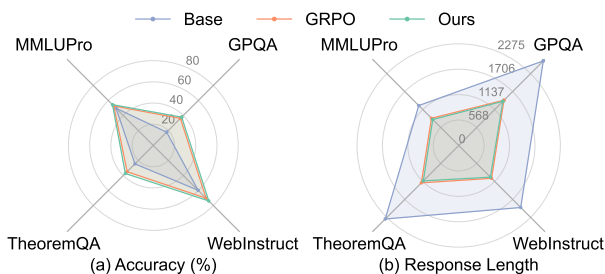 Base GRPO Ours
MMLUPro GPQA
80
60
40
20
TheoremQA WebInstruct
(a) Accuracy (%)
MMLUPro GPQA
2275
1706
1137
568
0
TheoremQA WebInstruct
(b) Response Length